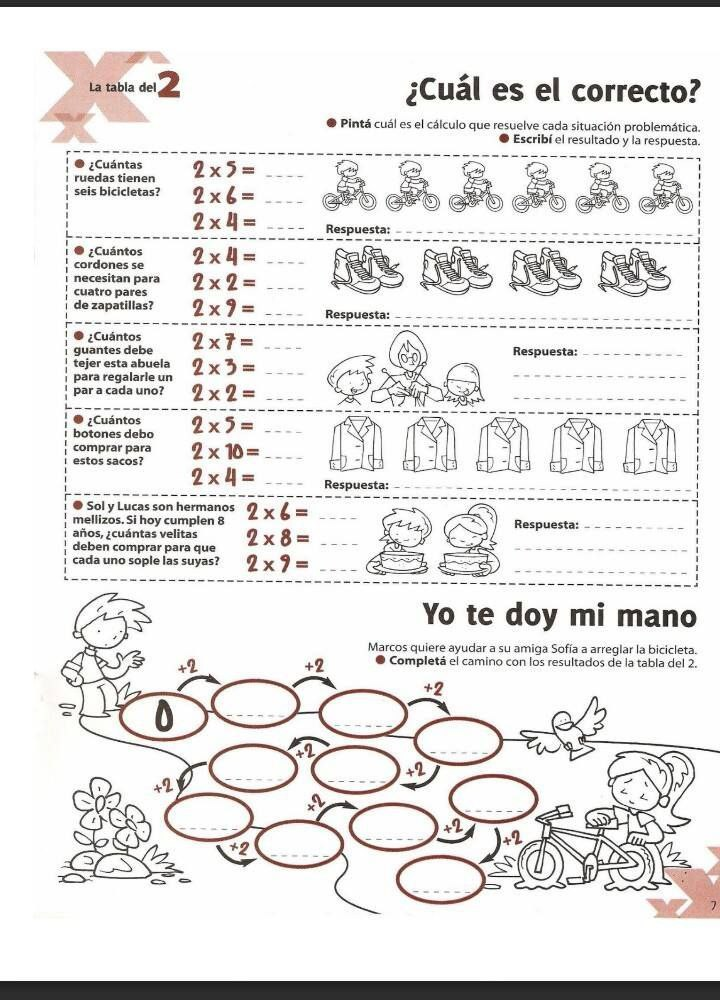 La tabla del 2
¿Cuál es el correcto?
● Pintá cuál es el cálculo que resuelve cada situación problemática.
● Escribí el resultado y la respuesta.
● ¿Cuántas
ruedas tienen
seis bicicletas?
2 x 5 = _ _ _ _
2 x 6 = _ _ _ _
2 x 4 = _ _ _ _
Respuesta:
● ¿Cuántos
cordones se
necesitan para
cuatro pares
de zapatillas?
2 x 4 = _ _ _ _
2 x 2 = _ _ _ _
2 x 9 = _ _ _ _
Respuesta:
● ¿Cuántos
guantes debe
tejer esta abuela
para regalarle un
par a cada uno?
2 x 7 = _ _ _ _
2 x 3 = _ _ _ _
2 x 2 = _ _ _ _
Respuesta:
● ¿Cuántos
botones debo
comprar para
estos sacos?
2 x 5 = _ _ _ _
2 x 10 = _ _ _ _
2 x 4 = _ _ _ _
Respuesta:
● Sol y Lucas son hermanos
mellizos. Si hoy cumplen 8
años, ¿cuántas velitas
deben comprar para que
cada uno sople las suyas?
2 x 6 = _ _ _ _
2 x 8 = _ _ _ _
2 x 9 = _ _ _ _
Respuesta:
Yo te doy mi mano
Marcos quiere ayudar a su amiga Sofía a arreglar la bicicleta.
● Completá el camino con los resultados de la tabla del 2.
0
+2
+2
+2
+2
+2
+2
+2
+2
+2
+2
7